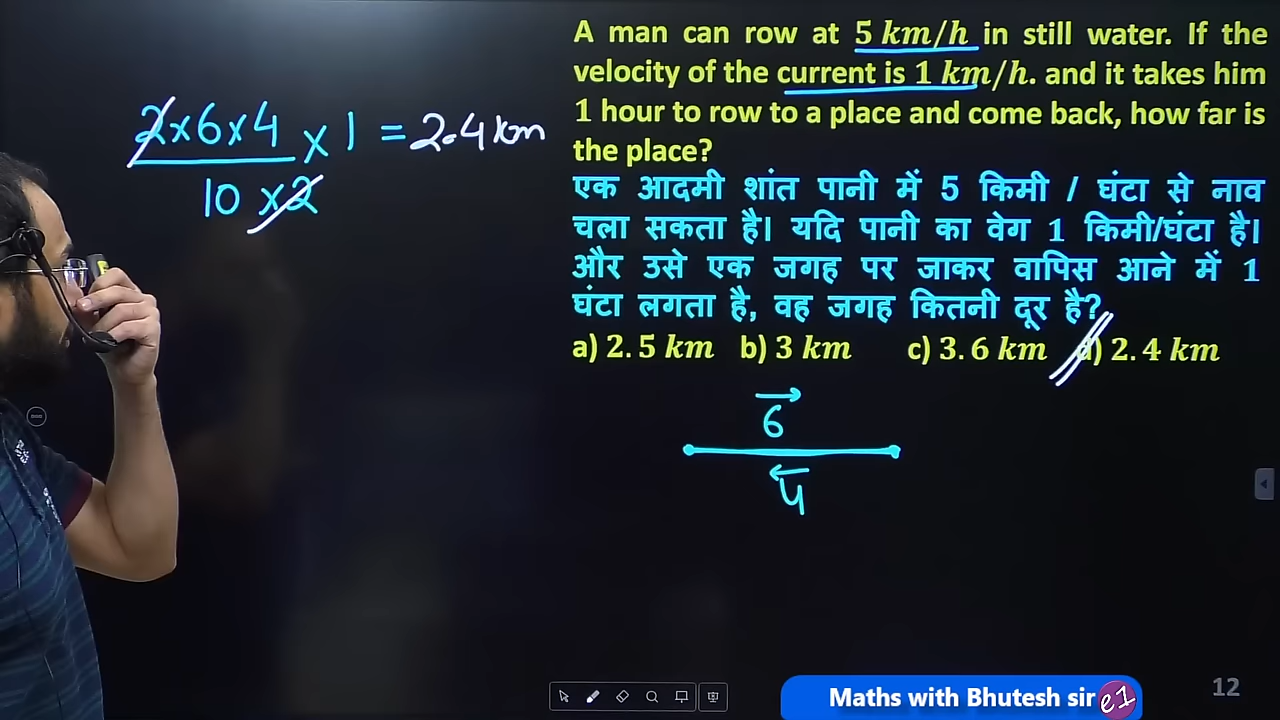 A man can row at 5 km/h in still water. If the
velocity of the current is 1 km/h. and it takes him
1 hour to row to a place and come back, how far is
the place?
एक आदमी शांत पानी में 5 किमी / घंटा से नाव
चला सकता है। यदि पानी का वेग 1 किमी/घंटा है।
और उसे एक जगह पर जाकर वापिस आने में 1
घंटा लगता है, वह जगह कितनी दूर है?
a) 2.5 km b) 3 km c) 3.6 km d) 2.4 km
2×6×4
10 ×2
× 1 = 2.4 km
6
4
Maths with Bhutesh sir e1
12